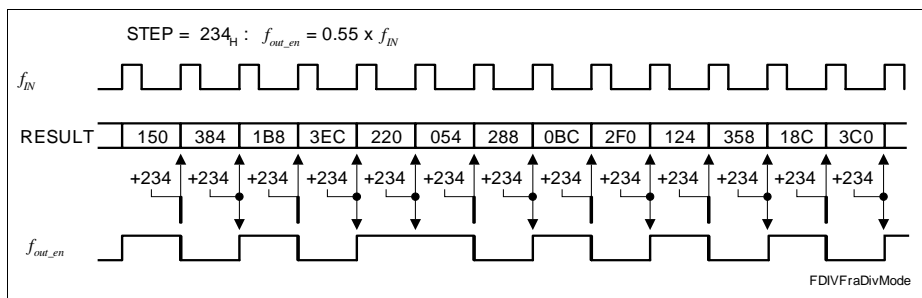 STEP = 234H : fout_en = 0.55 x fIN
fIN
RESULT 150 384 1B8 3EC 220 054 288 0BC 2F0 124 358 18C 3C0
+234 +234 +234 +234 +234 +234 +234 +234 +234 +234 +234 +234 +234
fout_en
FDIVFraDivMode